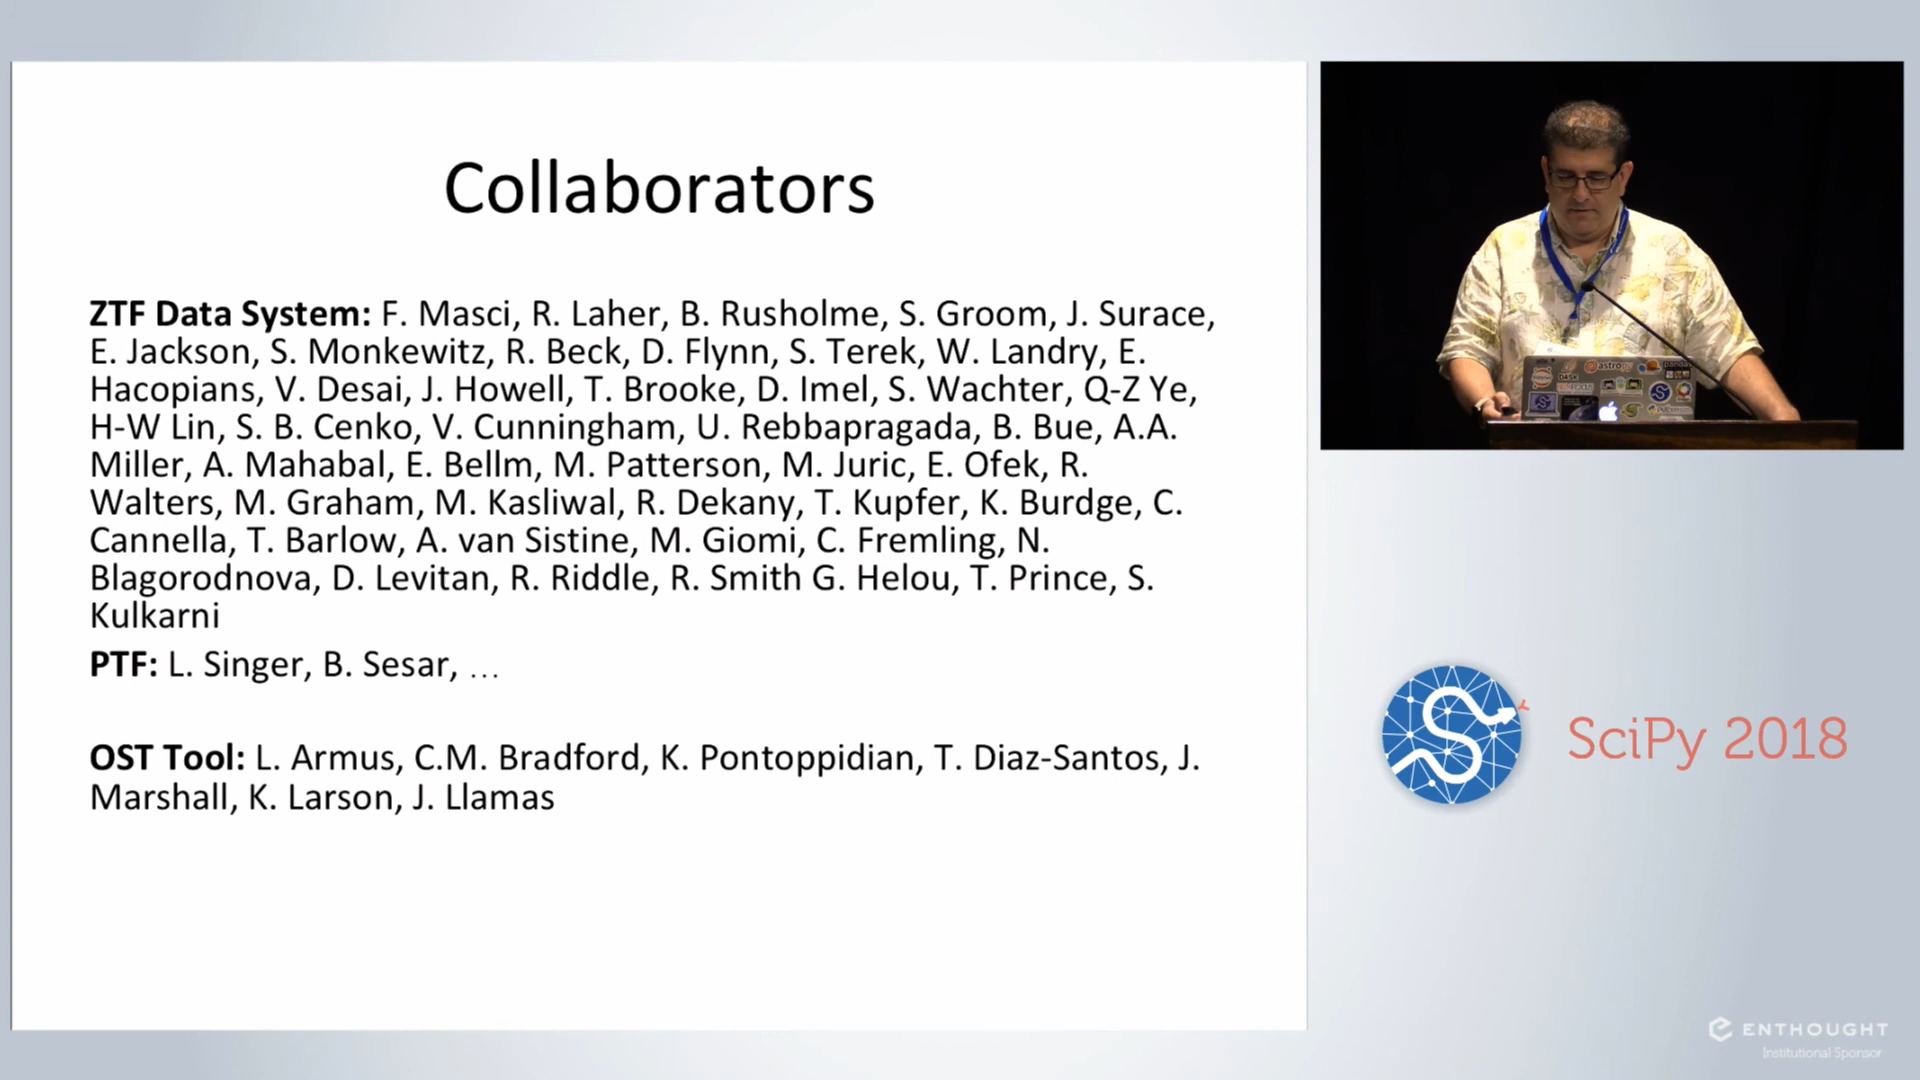 Collaborators
ZTF Data System: F. Masci, R. Laher, B. Rusholme, S. Groom, J. Surace,
E. Jackson, S. Monkewitz, R. Beck, D. Flynn, S. Terek, W. Landry, E.
Hacopians, V. Desai, J. Howell, T. Brooke, D. Imel, S. Wachter, Q-Z Ye,
H-W Lin, S. B. Cenko, V. Cunningham, U. Rebbapragada, B. Bue, A.A.
Miller, A. Mahabal, E. Bellm, M. Patterson, M. Juric, E. Ofek, R.
Walters, M. Graham, M. Kasliwal, R. Dekany, T. Kupfer, K. Burdge, C.
Cannella, T. Barlow, A. van Sistine, M. Giomi, C. Fremling, N.
Blagorodnova, D. Levitan, R. Riddle, R. Smith G. Helou, T. Prince, S.
Kulkarni
PTF: L. Singer, B. Sesar, ...
OST Tool: L. Armus, C.M. Bradford, K. Pontoppidian, T. Diaz-Santos, J.
Marshall, K. Larson, J. Llamas
DASK
SciPy 2018
ENTHOUGHT
Institutional Sponsor